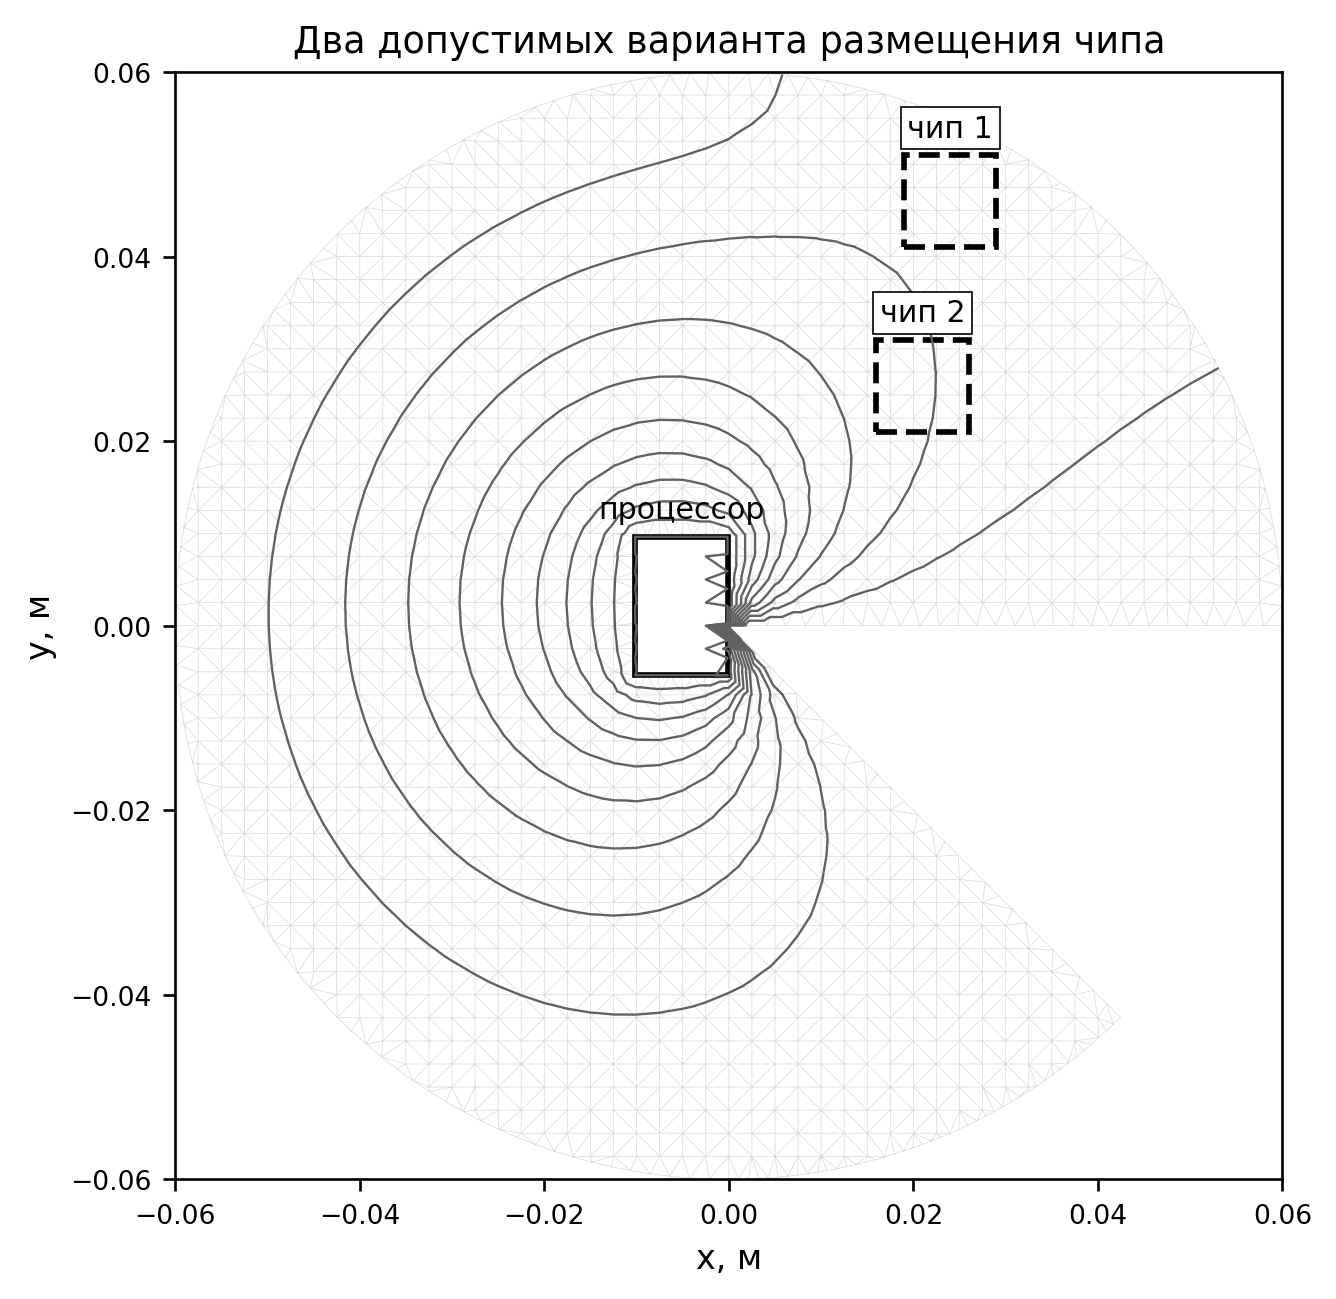 Два допустимых варианта размещения чипа
0.06
0.04
0.02
0.00
−0.02
−0.04
−0.06
y, м
чип 1
чип 2
процессор
−0.06
−0.04
−0.02
0.00
0.02
0.04
0.06
x, м